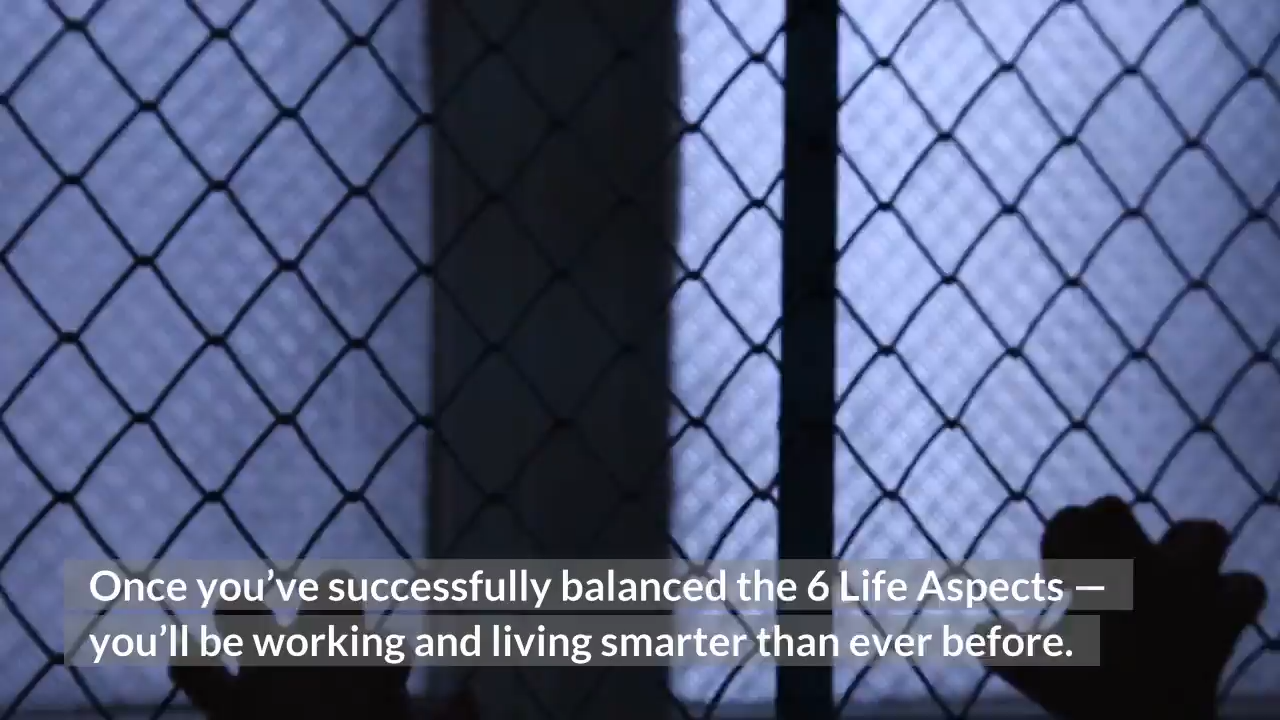 Once you’ve successfully balanced the 6 Life Aspects —
you’ll be working and living smarter than ever before.